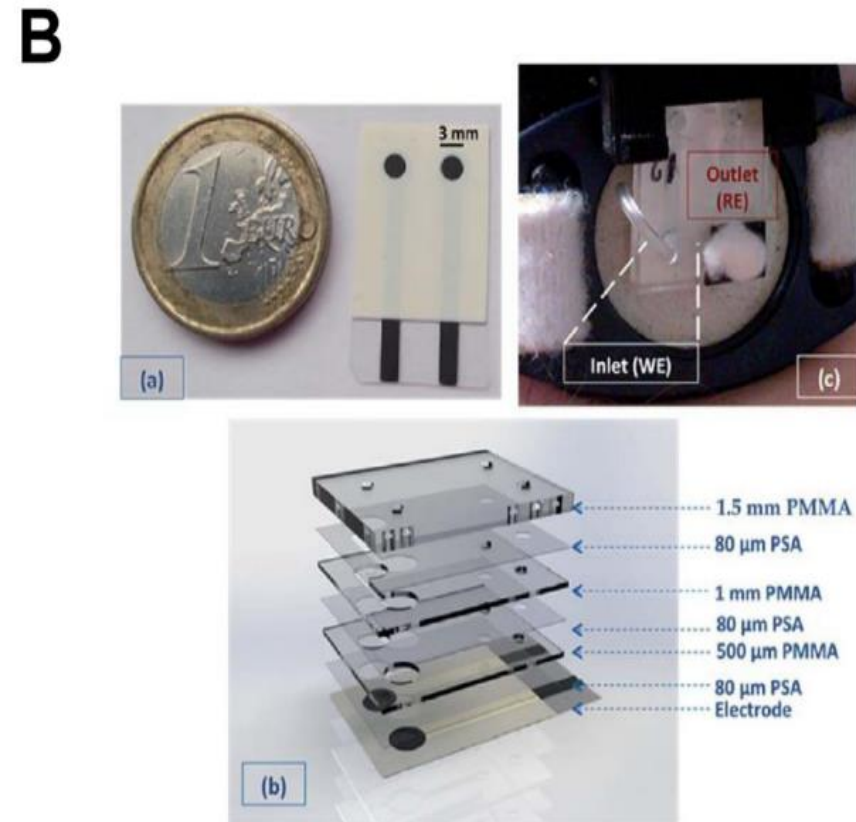 B
3 mm
1
EUR
(a)
Outlet
(RE)
Inlet (WE)
(c)
1.5 mm PMMA
80 µm PSA
1 mm PMMA
80 µm PSA
500 µm PMMA
80 µm PSA
Electrode
(b)